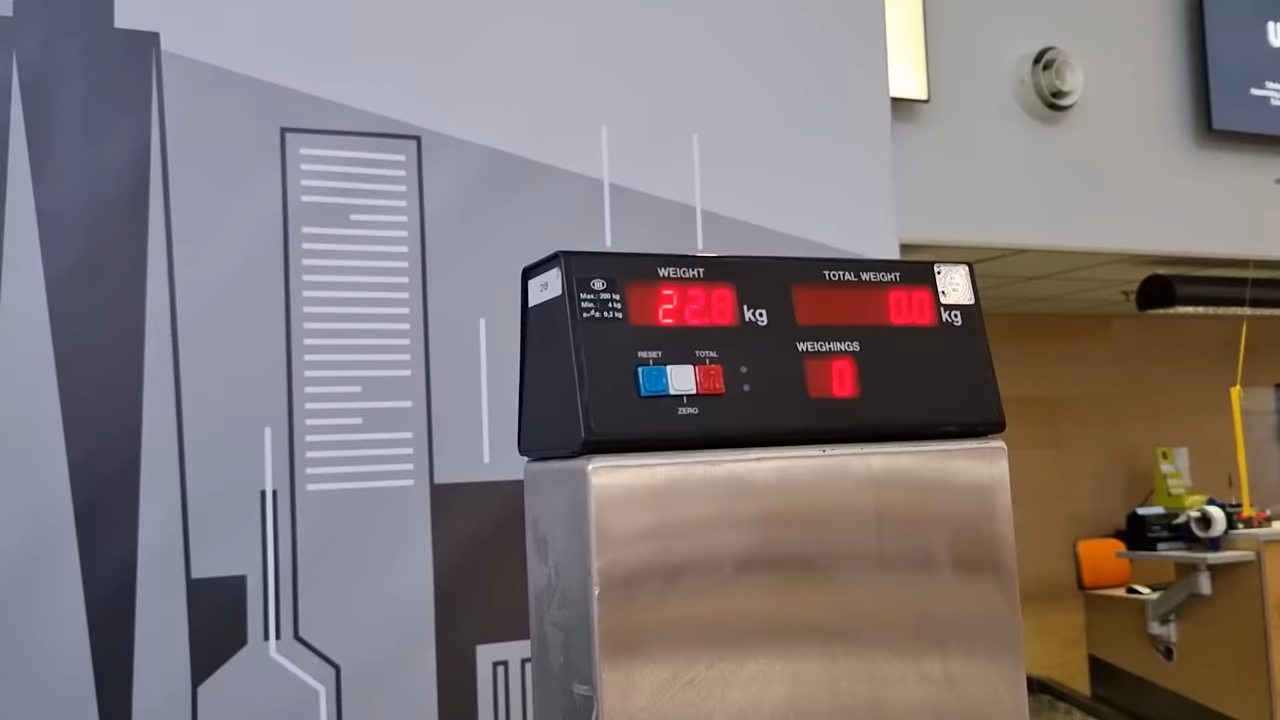 28
WEIGHT
TOTAL WEIGHT
III
Max.: 200 kg
Min.: 4 kg
e=d: 0,2 kg
22.8 kg
0.0 kg
WEIGHINGS
0
RESET
TOTAL
ZERO